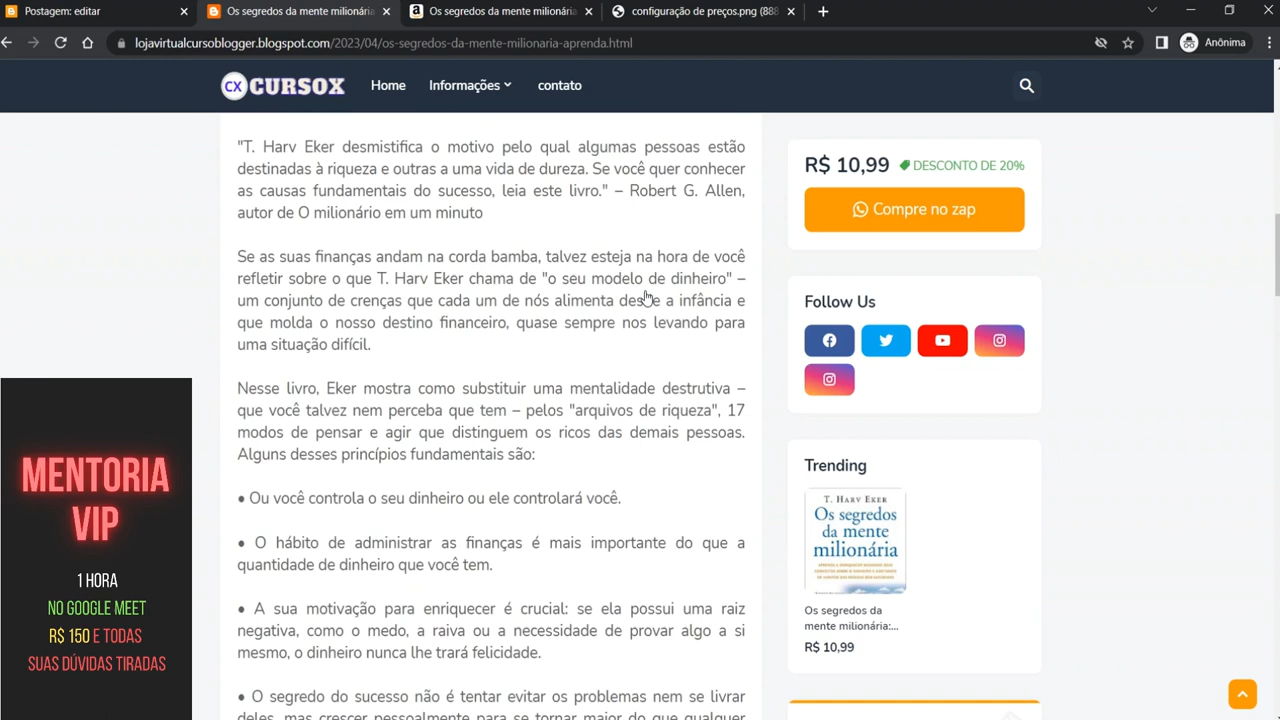 Postagem: editar
Os segredos da mente milionária
redos da mente milionária
configuração de preços.png (888
lojavirtualcursoblogger.blogspot.com/2023/04/os-segredos-da-mente-milionaria-aprenda.html
Anônima
CX CURSOX
Home
Informações
contato
"T. Harv Eker desmistifica o motivo pelo qual algumas pessoas estão
destinadas à riqueza e outras a uma vida de dureza. Se você quer conhecer
as causas fundamentais do sucesso, leia este livro." – Robert G. Allen,
autor de O milionário em um minuto
Se as suas finanças andam na corda bamba, talvez esteja na hora de você
refletir sobre o que T. Harv Eker chama de "o seu modelo de dinheiro" –
um conjunto de crenças que cada um de nós alimenta desde a infância e
que molda o nosso destino financeiro, quase sempre nos levando para
uma situação difícil.
Nesse livro, Eker mostra como substituir uma mentalidade destrutiva –
que você talvez nem perceba que tem – pelos "arquivos de riqueza", 17
modos de pensar e agir que distinguem os ricos das demais pessoas.
Alguns desses princípios fundamentais são:
• Ou você controla o seu dinheiro ou ele controlará você.
• O hábito de administrar as finanças é mais importante do que a
quantidade de dinheiro que você tem.
• A sua motivação para enriquecer é crucial: se ela possui uma raiz
negativa, como o medo, a raiva ou a necessidade de provar algo a si
mesmo, o dinheiro nunca lhe trará felicidade.
• O segredo do sucesso não é tentar evitar os problemas nem se livrar
deles, mas crescer pessoalmente para se tornar maior do que qualquer
R$ 10,99 DESCONTO DE 20%
Compre no zap
Follow Us
Trending
T. HARV EKER
Os segredos
da mente
milionária
Os segredos da
mente milionária:...
R$ 10,99
MENTORIA
VIP
1 HORA
NO GOOGLE MEET
R$ 150 E TODAS
SUAS DÚVIDAS TIRADAS